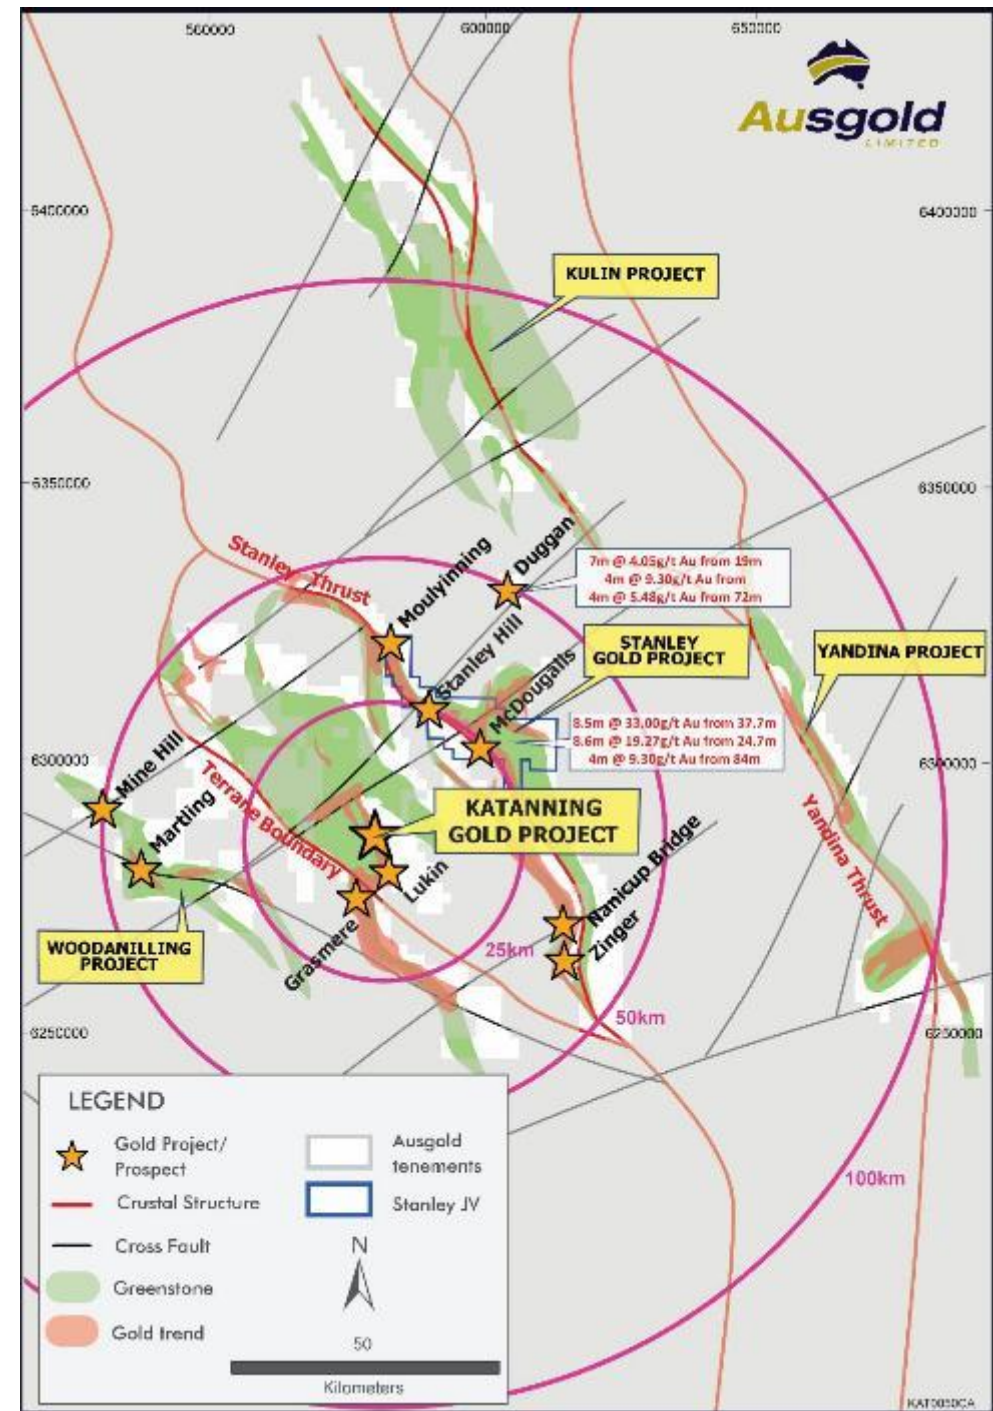 560000
600000
650000
Ausgold
LIMITED
6400000
6400000
KULIN PROJECT
6350000
6350000
Stanley Thrust
Moulyinning
Duggan
7m @ 4.05g/t Au from 19m
4m @ 9.30g/t Au from
4m @ 5.48g/t Au from 72m
Stanley Hill
STANLEY
GOLD PROJECT
YANDINA PROJECT
McDougalls
8.5m @ 33.00g/t Au from 37.7m
8.6m @ 19.27g/t Au from 24.7m
4m @ 9.30g/t Au from 84m
6300000
6300000
Mine Hill
Martling
Terrane Boundary
KATANNING
GOLD PROJECT
Yandina Thrust
Lukin
Nanicup Bridge
Zinger
Grasmere
WOODANILLING
PROJECT
25km
50km
6250000
6250000
100km
LEGEND
Gold Project/
Prospect
Ausgold
tenements
Crustal Structure
Stanley JV
Cross Fault
N
Greenstone
Gold trend
50
Kilometers
KAT0050CA